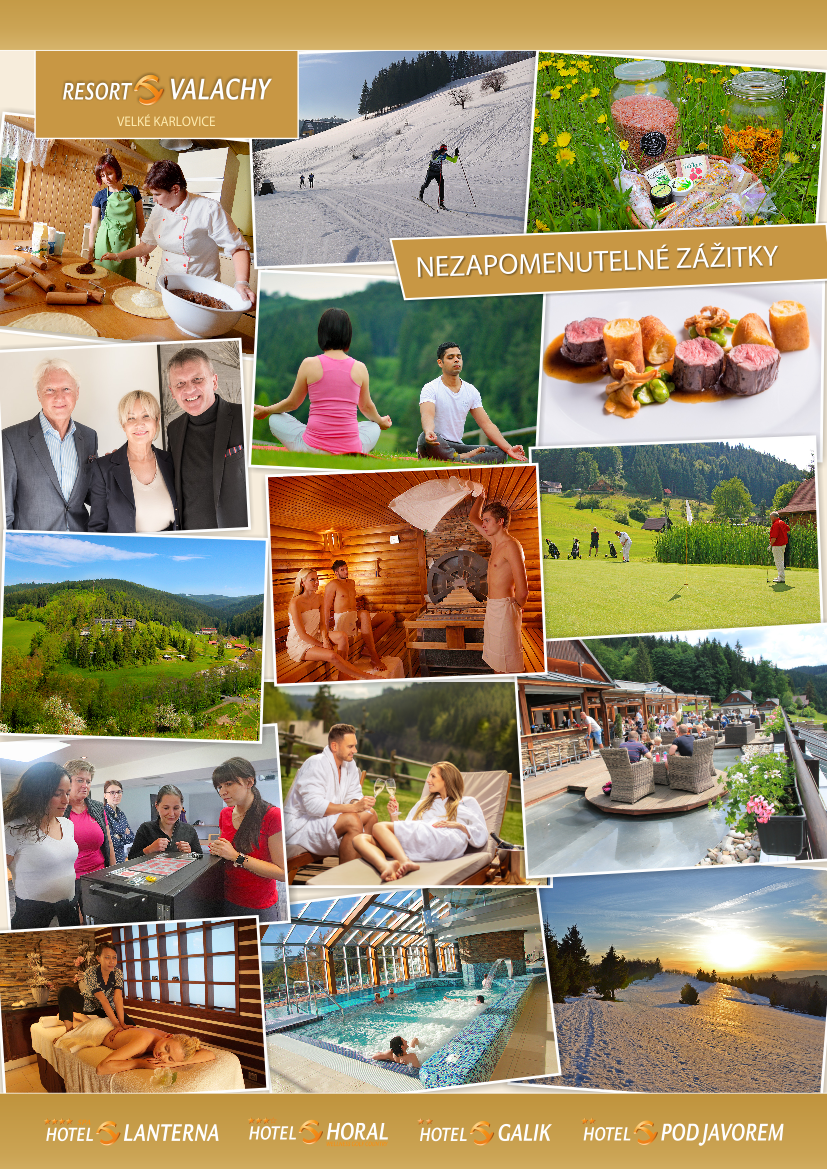 RESORT VALACHY
VELKÉ KARLOVICE
NEZAPOMENUTELNÉ ZÁŽITKY
HOTEL LANTERNA
HOTEL HORAL
HOTEL GALIK
HOTEL POD JAVOREM